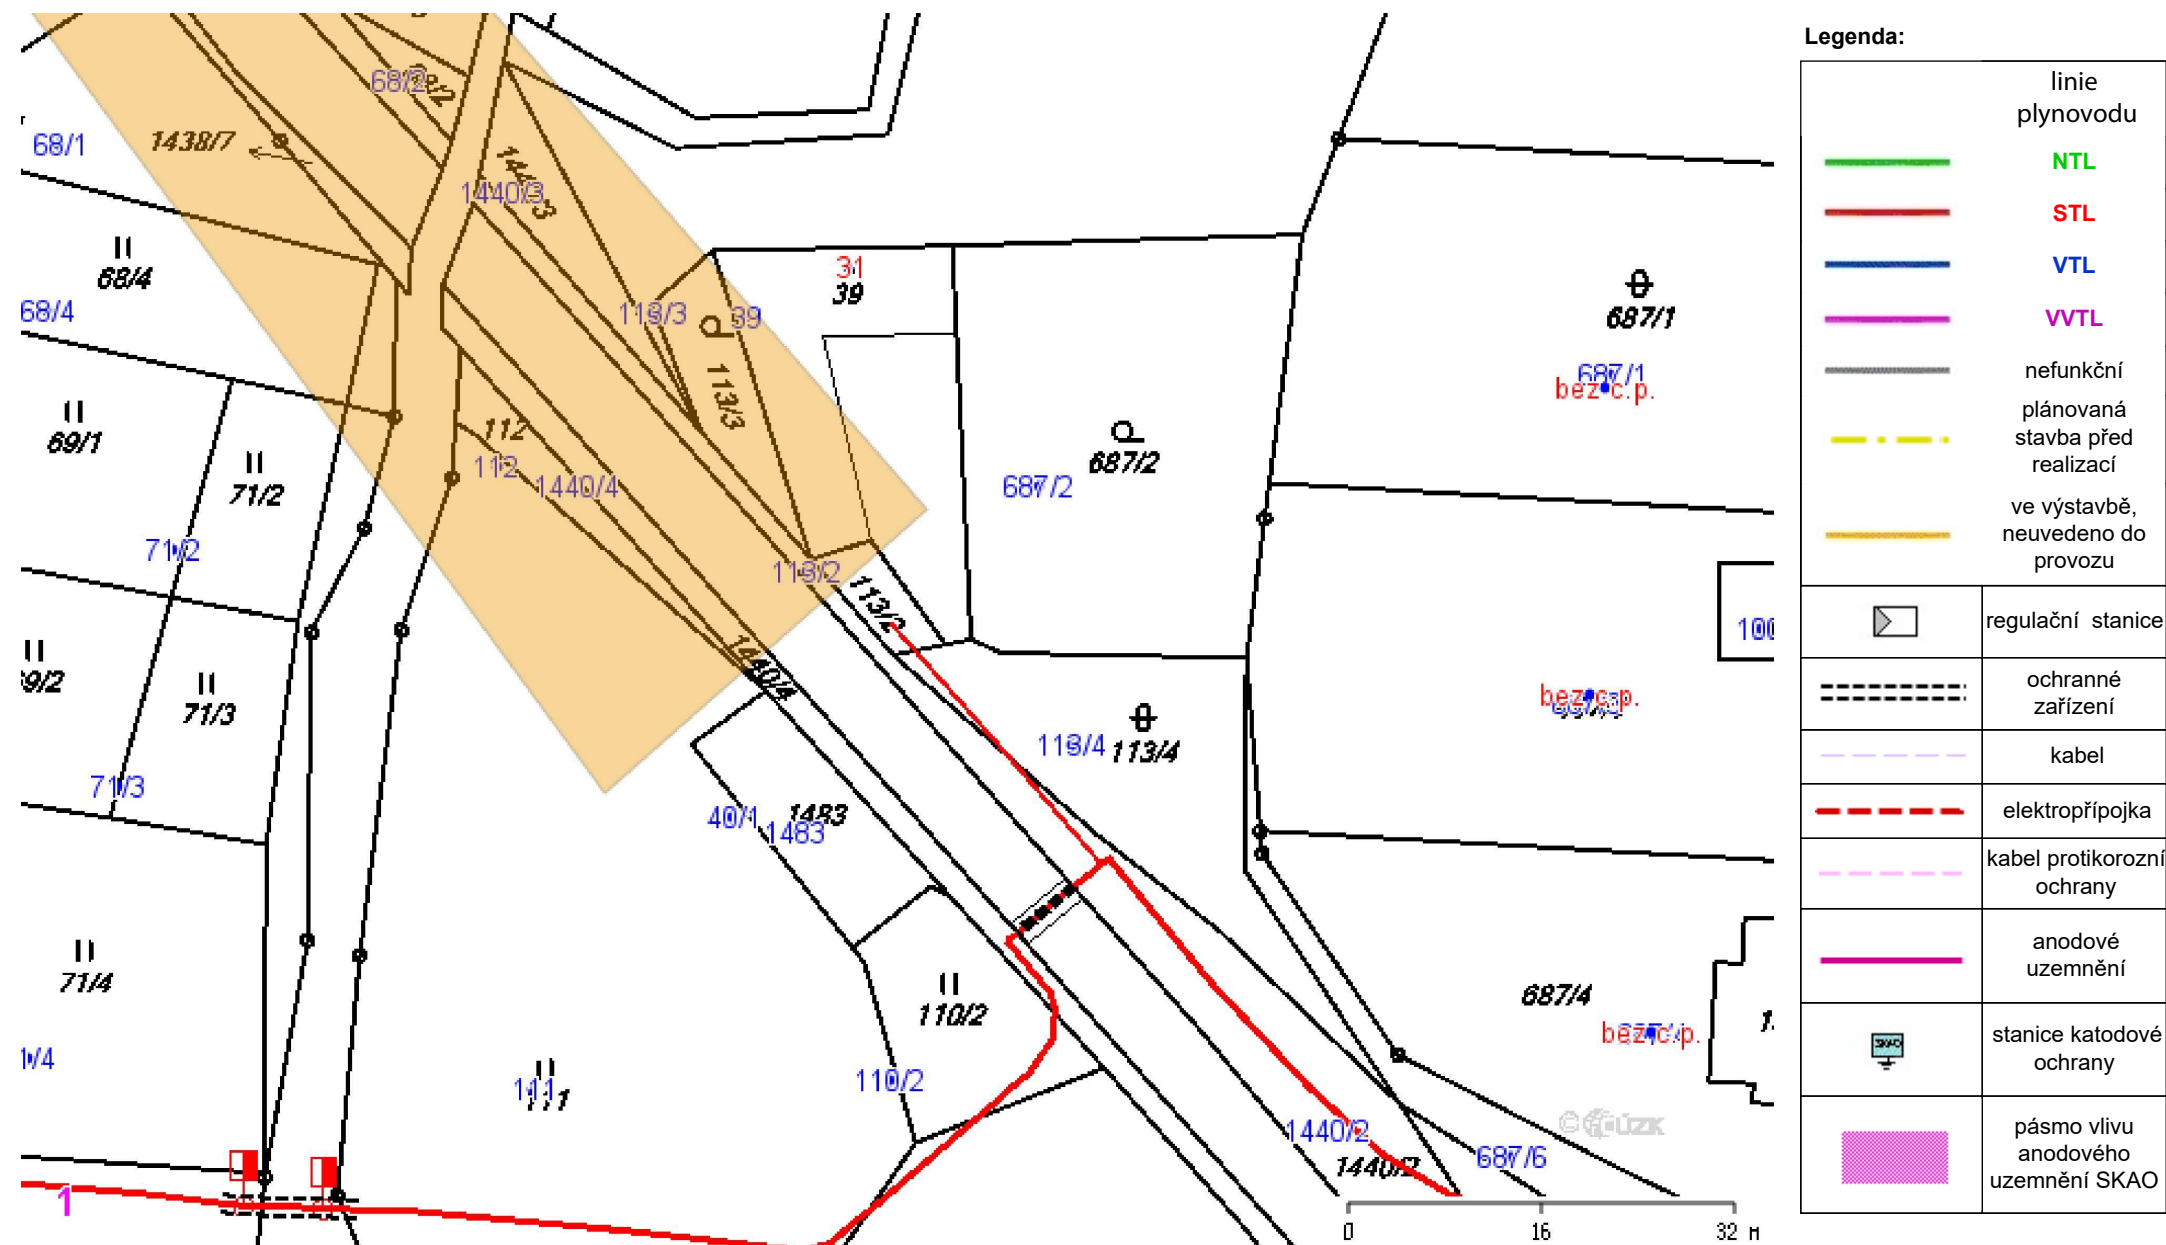 68/2
68/1
1438/7
1440/3
68/4
68/4
31
39
39
113/3
113/3
687/1
687/1
bez č.p.
69/1
71/2
71/2
112
112
1440/4
687/2
687/2
113/2
113/2
1440/4
71/3
71/3
113/4
113/4
bez č.p.
40/1
1483
1483
71/4
110/2
110/2
111
111
687/4
bez č.p.
1440/2
1440/2
687/6
1
0 16 32 м
Legenda:
linie
plynovodu
NTL
STL
VTL
VVTL
nefunkční
plánovaná
stavba před
realizací
ve výstavbě,
neuvedeno do
provozu
regulační stanice
ochranné
zařízení
kabel
elektropřípojka
kabel protikorozní
ochrany
anodové
uzemnění
SKAO
stanice katodové
ochrany
pásmo vlivu
anodového
uzemnění SKAO